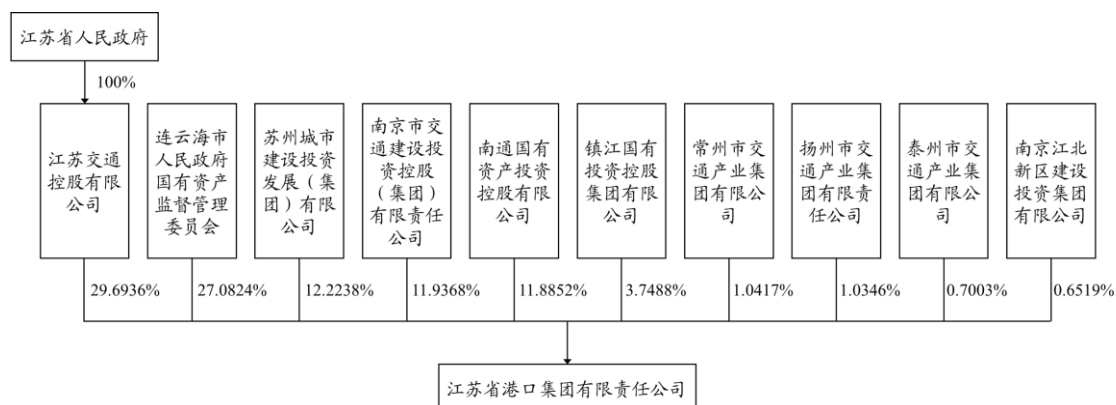 江苏省人民政府
100%
江苏交通
控股有限
公司
连云海市
人民政府
国有资产
监督管理
委员会
苏州城市
建设投资
发展（集
团）有限
公司
南京市交
通建设投
资控股
（集团）
有限责任
公司
南通国有
资产投资
控股有限
公司
镇江国有
投资控股
集团有限
公司
常州市交
通产业集
团有限公
司
扬州市交
通产业集
团有限责
任公司
泰州市交
通产业集
团有限公
司
南京江北
新区建设
投资集团
有限公司
29.6936%
27.0824%
12.2238%
11.9368%
11.8852%
3.7488%
1.0417%
1.0346%
0.7003%
0.6519%
江苏省港口集团有限责任公司